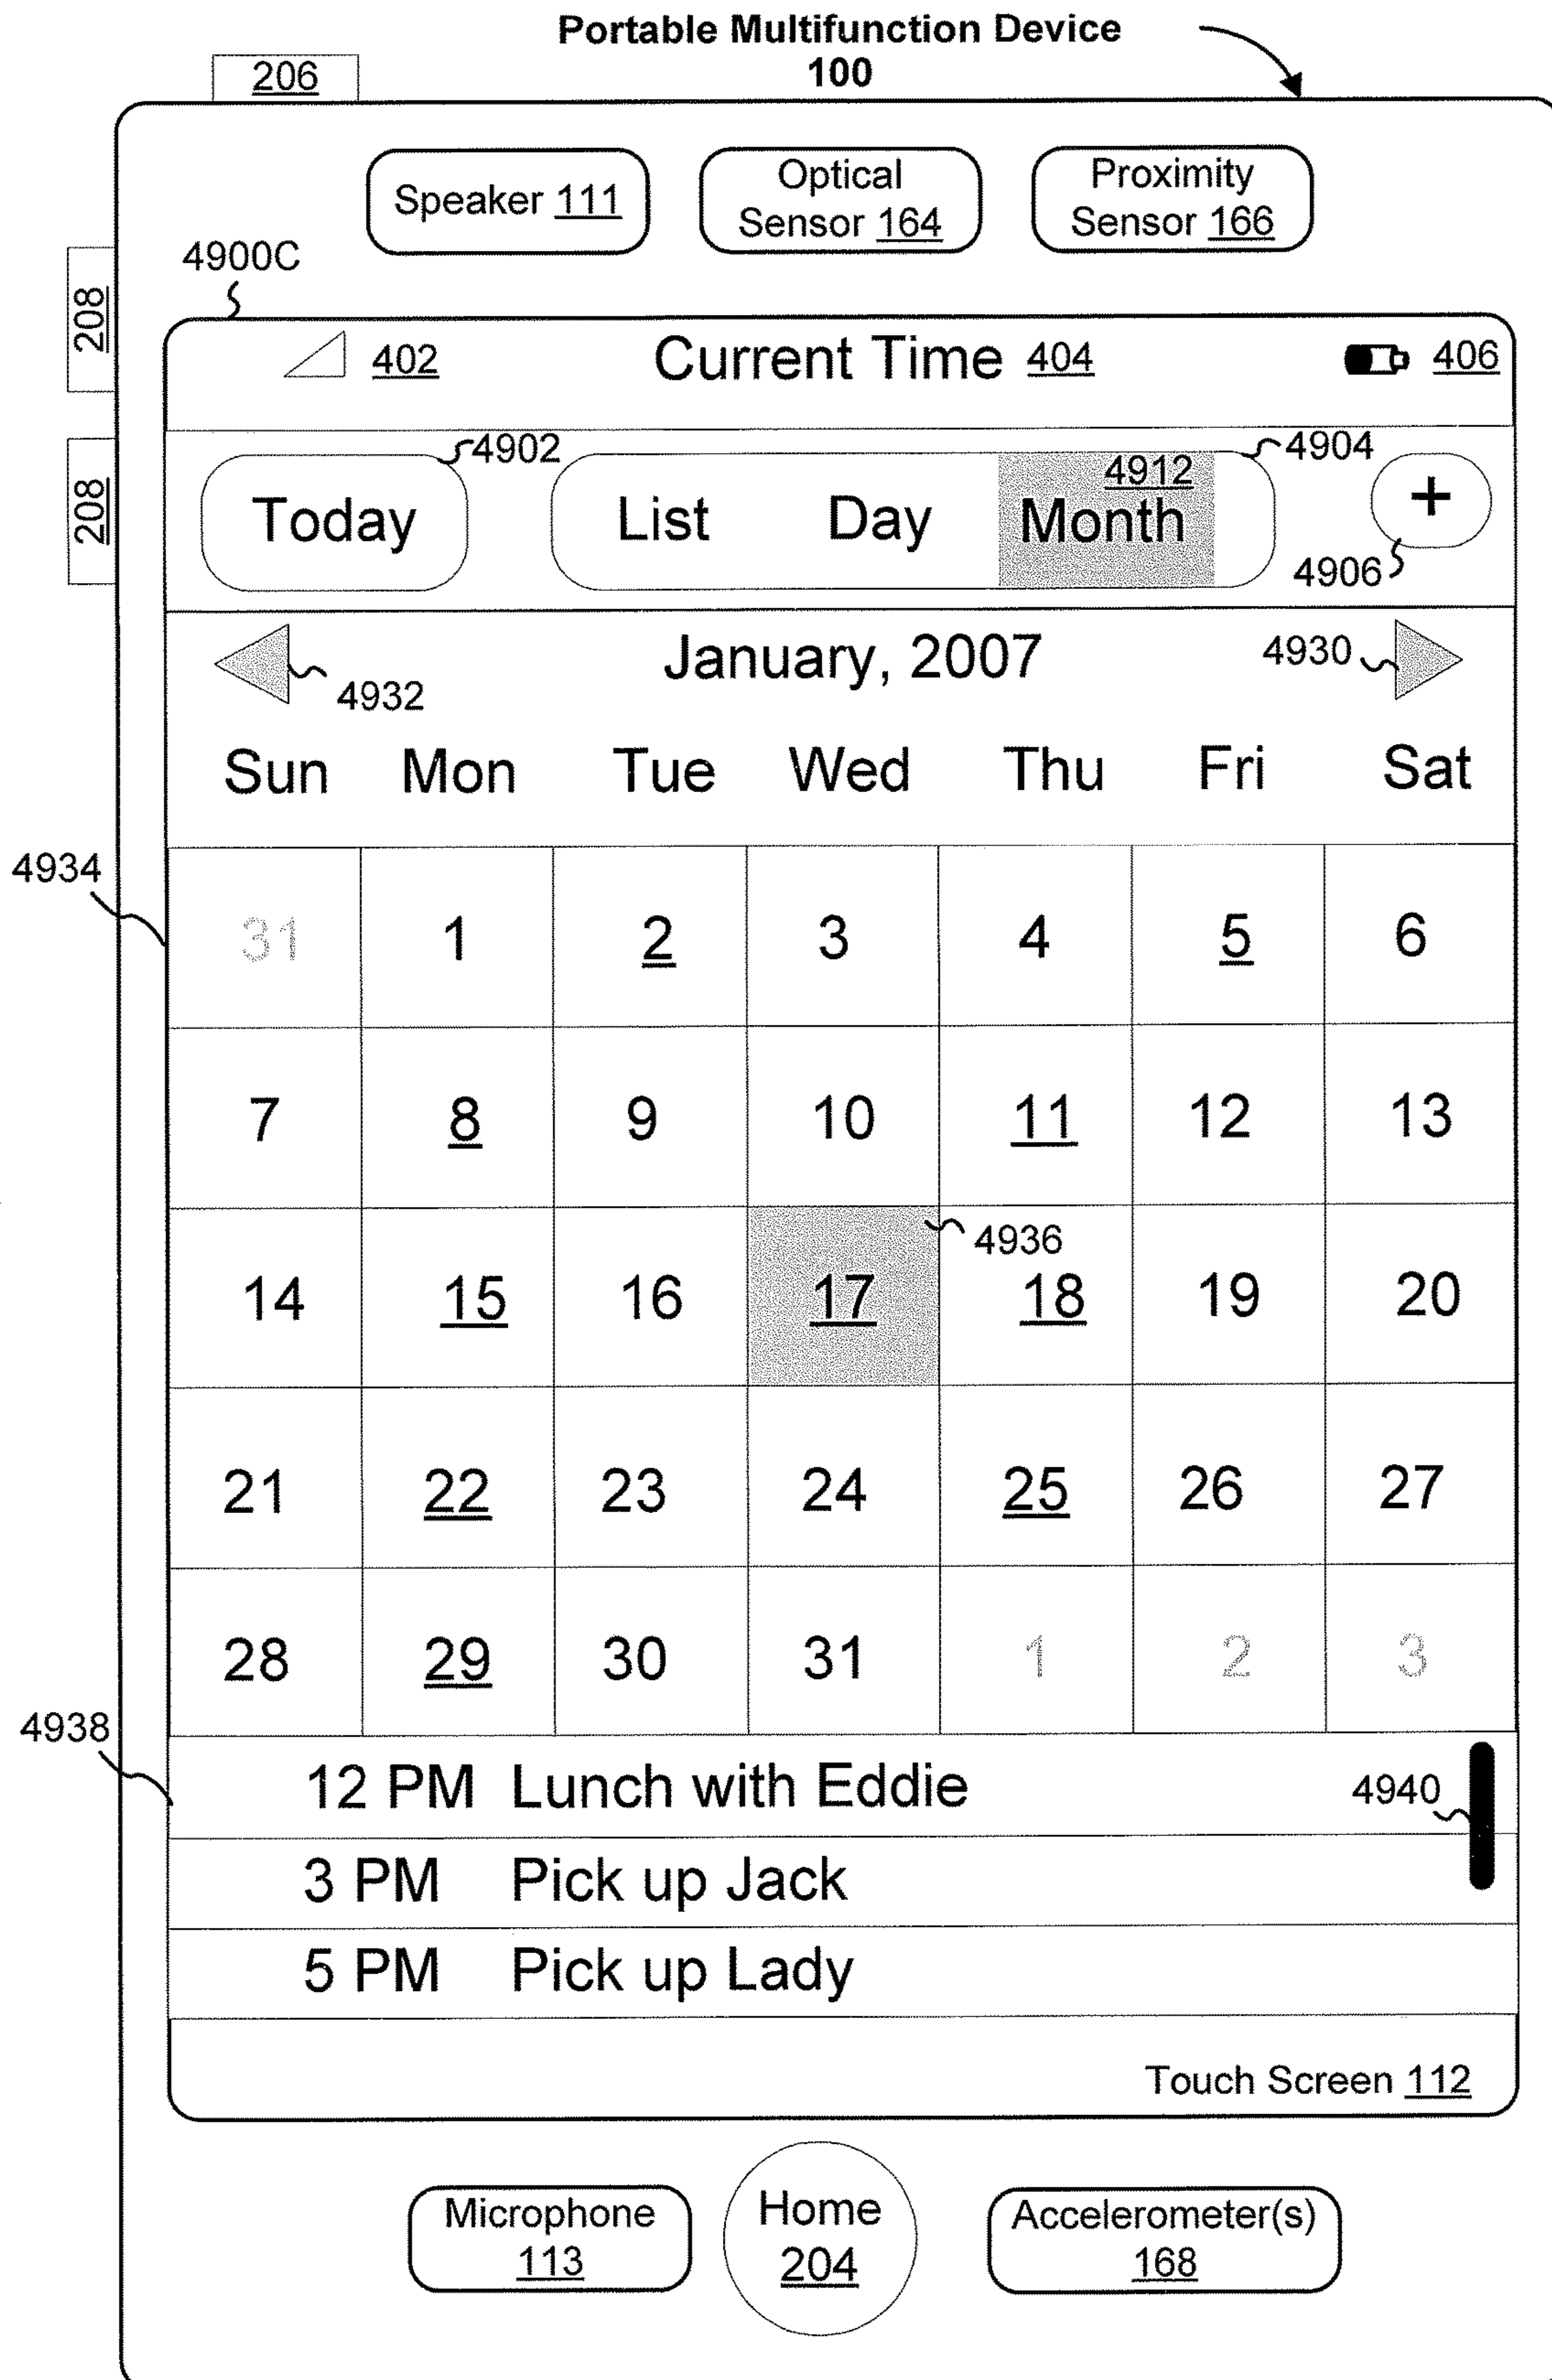 Portable Multifunction Device
100
206
Speaker 111
Optical
Sensor 164
Proximity
Sensor 166
4900C
208
208
402
Current Time 404
406
4902
4904
4912
Today
List Day Month
+
4906
January, 2007
4932
4930
Sun Mon Tue Wed Thu Fri Sat
4934
31 1 2 3 4 5 6
7 8 9 10 11 12 13
4936
14 15 16 17 18 19 20
21 22 23 24 25 26 27
28 29 30 31 1 2 3
4938
12 PM Lunch with Eddie
4940
3 PM Pick up Jack
5 PM Pick up Lady
Touch Screen 112
Microphone
113
Home
204
Accelerometer(s)
168